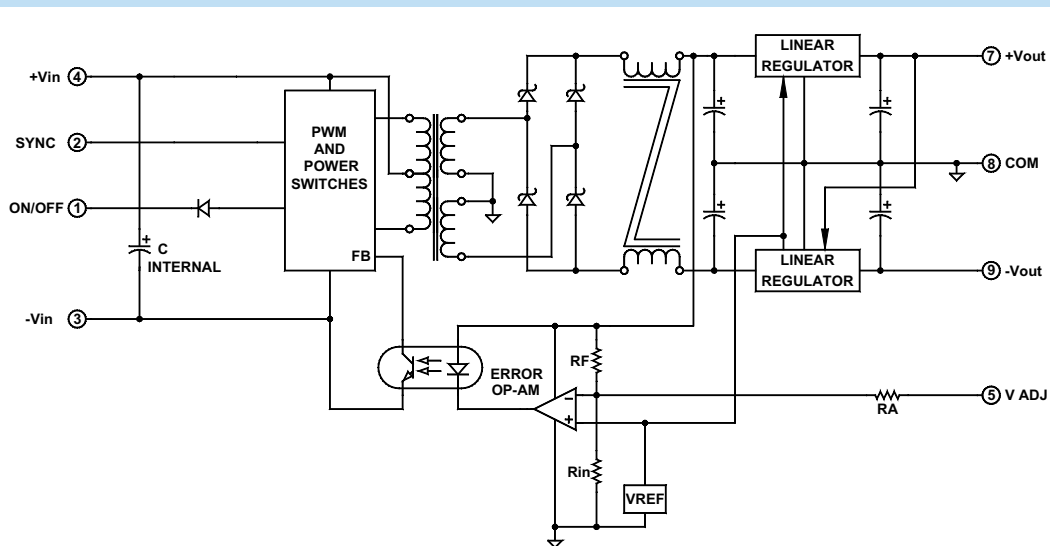 LINEAR
REGULATOR
7 +Vout
+Vin 4
+
+
PWM
AND
POWER
SWITCHES
SYNC 2
8 COM
ON/OFF 1
+
+
+
C
INTERNAL
FB
LINEAR
REGULATOR
9 -Vout
-Vin 3
RF
ERROR
OP-AM
−
+
RA
5 V ADJ
Rin
VREF